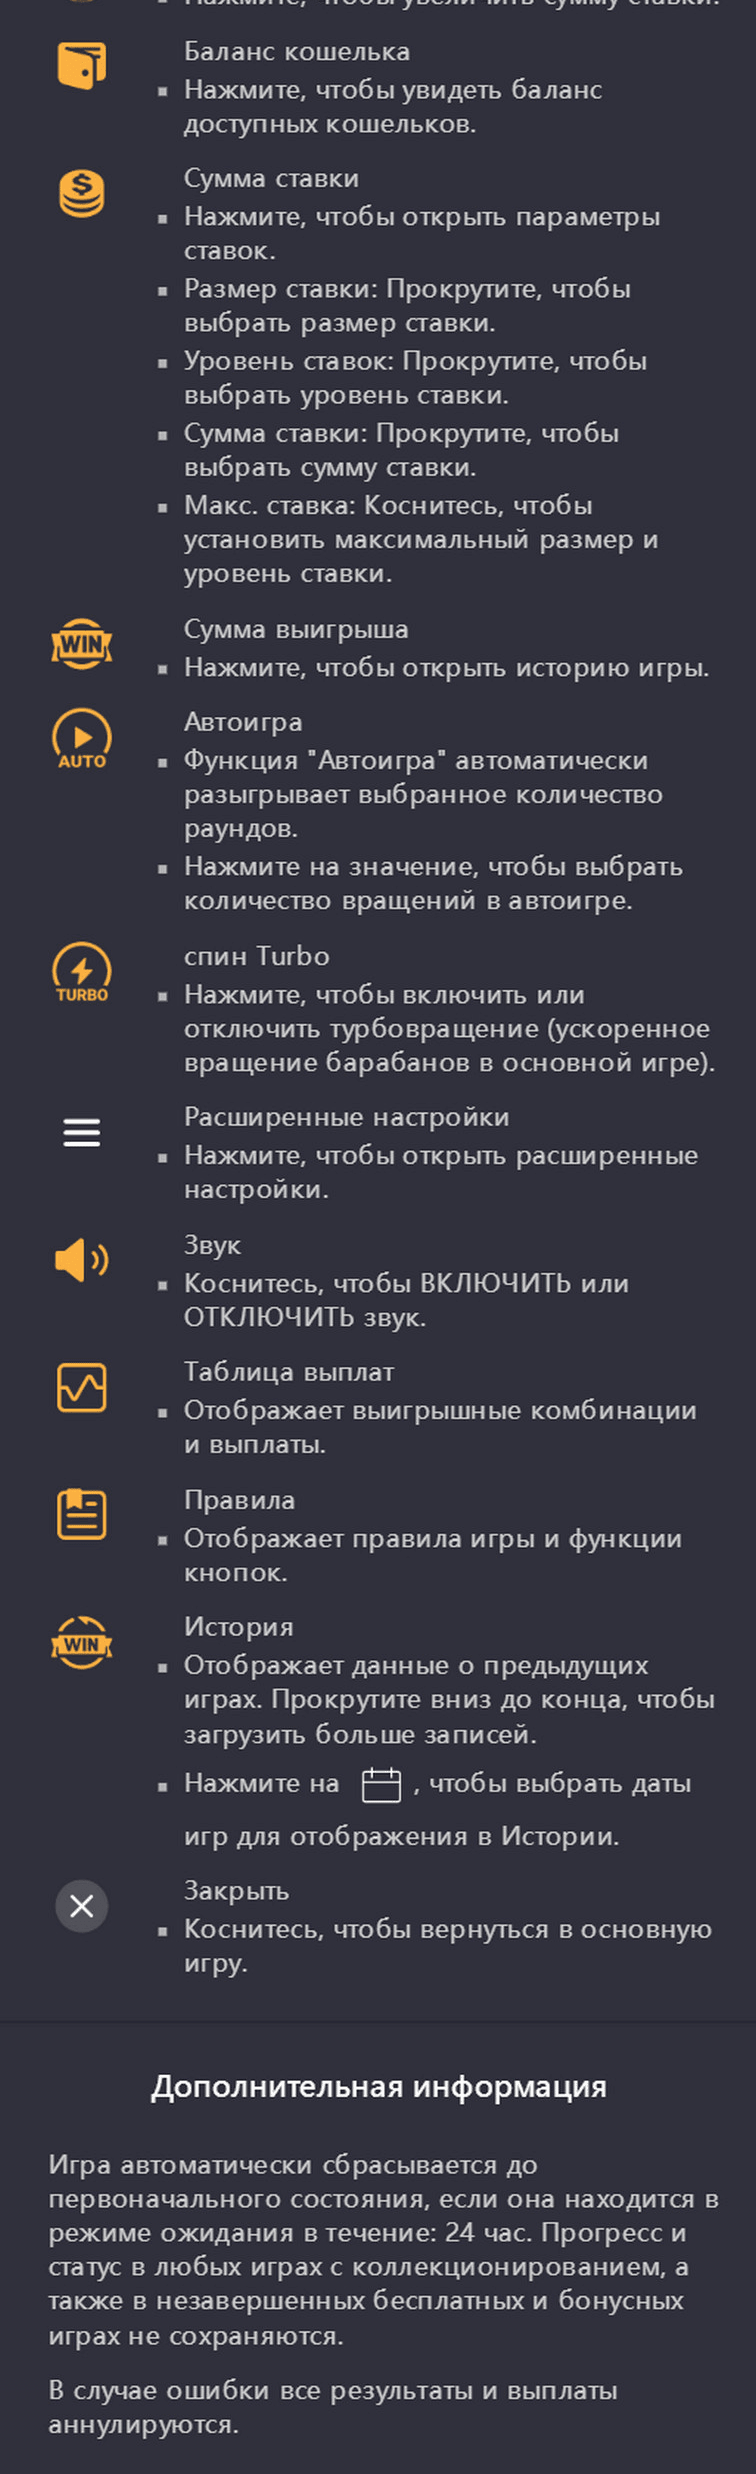 Нажмите, чтобы увеличить сумму ставки.
Баланс кошелька
Нажмите, чтобы увидеть баланс
доступных кошельков.
$
Сумма ставки
Нажмите, чтобы открыть параметры
ставок.
Размер ставки: Прокрутите, чтобы
выбрать размер ставки.
Уровень ставок: Прокрутите, чтобы
выбрать уровень ставки.
Сумма ставки: Прокрутите, чтобы
выбрать сумму ставки.
Макс. ставка: Коснитесь, чтобы
установить максимальный размер и
уровень ставки.
WIN
Сумма выигрыша
Нажмите, чтобы открыть историю игры.
AUTO
Автоигра
Функция "Автоигра" автоматически
разыгрывает выбранное количество
раундов.
Нажмите на значение, чтобы выбрать
количество вращений в автоигре.
TURBO
спин Turbo
Нажмите, чтобы включить или
отключить турбовращение (ускоренное
вращение барабанов в основной игре).
Расширенные настройки
Нажмите, чтобы открыть расширенные
настройки.
Звук
Коснитесь, чтобы ВКЛЮЧИТЬ или
ОТКЛЮЧИТЬ звук.
Таблица выплат
Отображает выигрышные комбинации
и выплаты.
Правила
Отображает правила игры и функции
кнопок.
WIN
История
Отображает данные о предыдущих
играх. Прокрутите вниз до конца, чтобы
загрузить больше записей.
Нажмите на , чтобы выбрать даты
игр для отображения в Истории.
Закрыть
Коснитесь, чтобы вернуться в основную
игру.
Дополнительная информация
Игра автоматически сбрасывается до
первоначального состояния, если она находится в
режиме ожидания в течение: 24 час. Прогресс и
статус в любых играх с коллекционированием, а
также в незавершенных бесплатных и бонусных
играх не сохраняются.
В случае ошибки все результаты и выплаты
аннулируются.